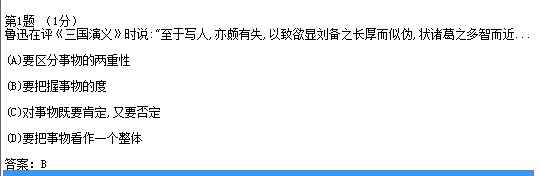 第1题 （1分）
鲁迅在评《三国演义》时说:"至于写人,亦颇有失,以致欲显刘备之长厚而似伪,状诸葛之多智而近...
(A)要区分事物的两重性
(B)要把握事物的度
(C)对事物既要肯定,又要否定
(D)要把事物看作一个整体
答案: B